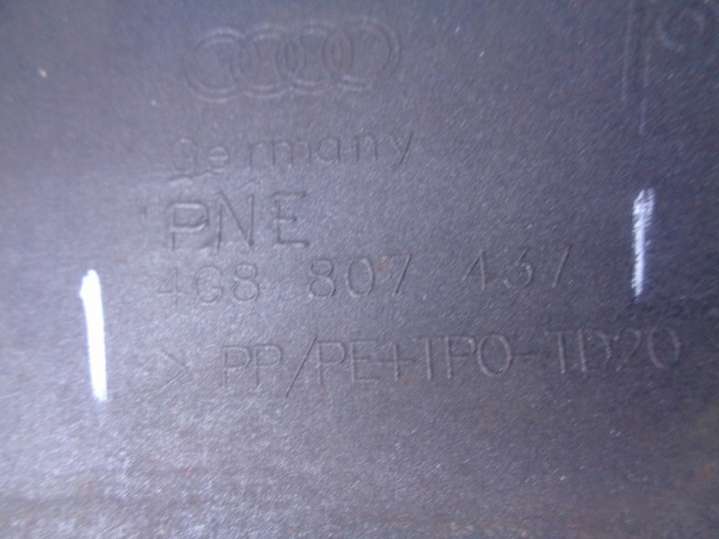 Germany
PNE
4G8 807 437
> PP/PE+TPO-TD20